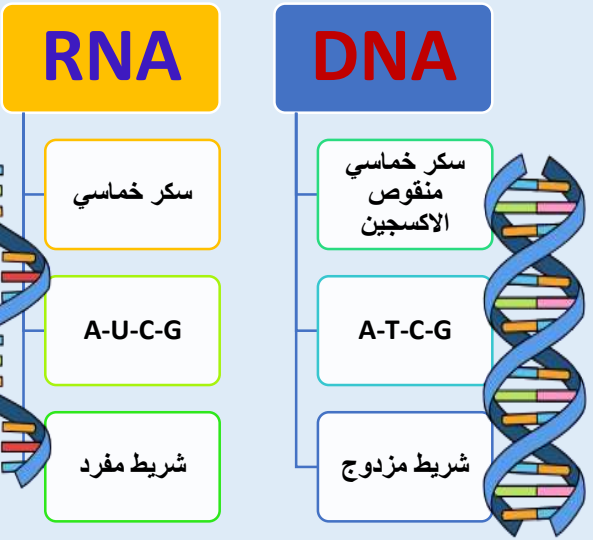 DNA
سكر خماسي
منقوص
الاكسجين
A-T-C-G
شريط مزدوج
RNA
سكر خماسي
A-U-C-G
شريط مفرد